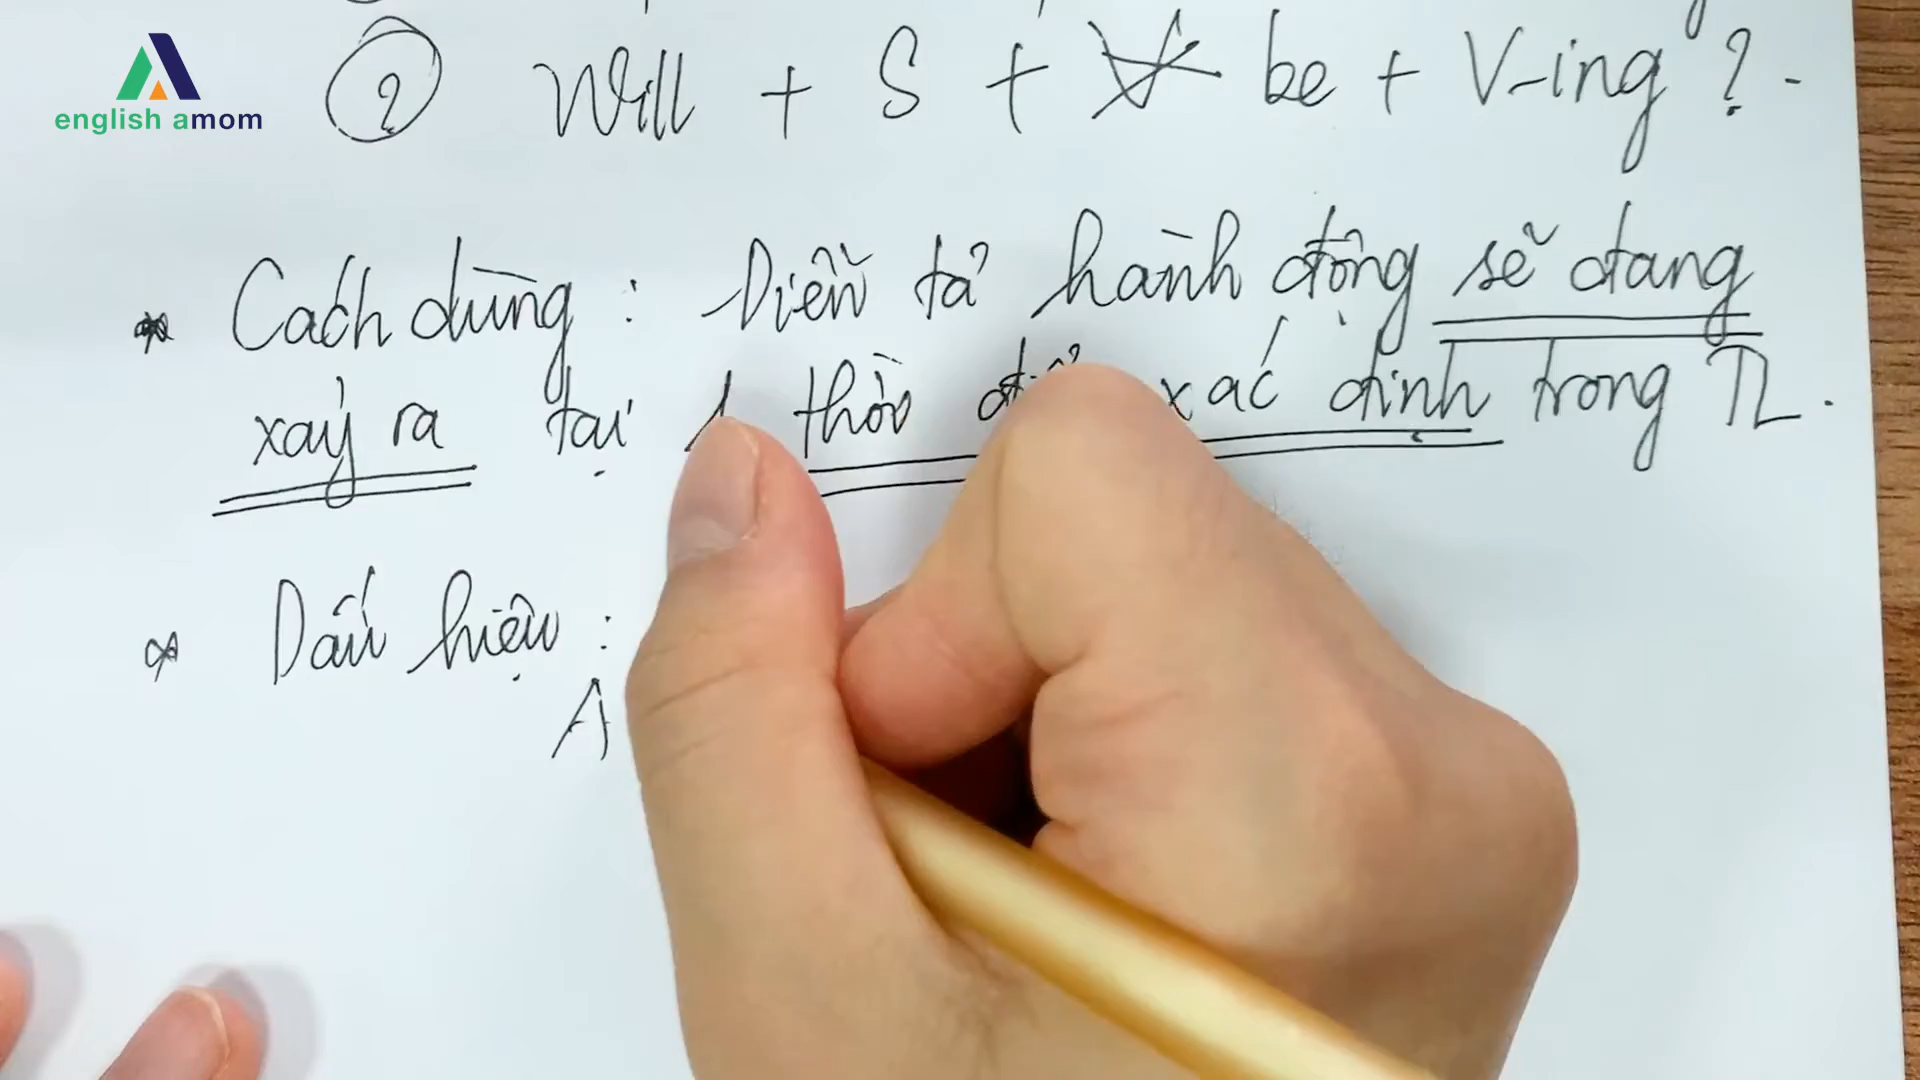 english amom
? Will + S + be + V-ing ?
* Cách dùng : Diễn tả hành động sẽ đang
xảy ra tại 1 thời xác định trong TL.
* Dấu hiệu :
A